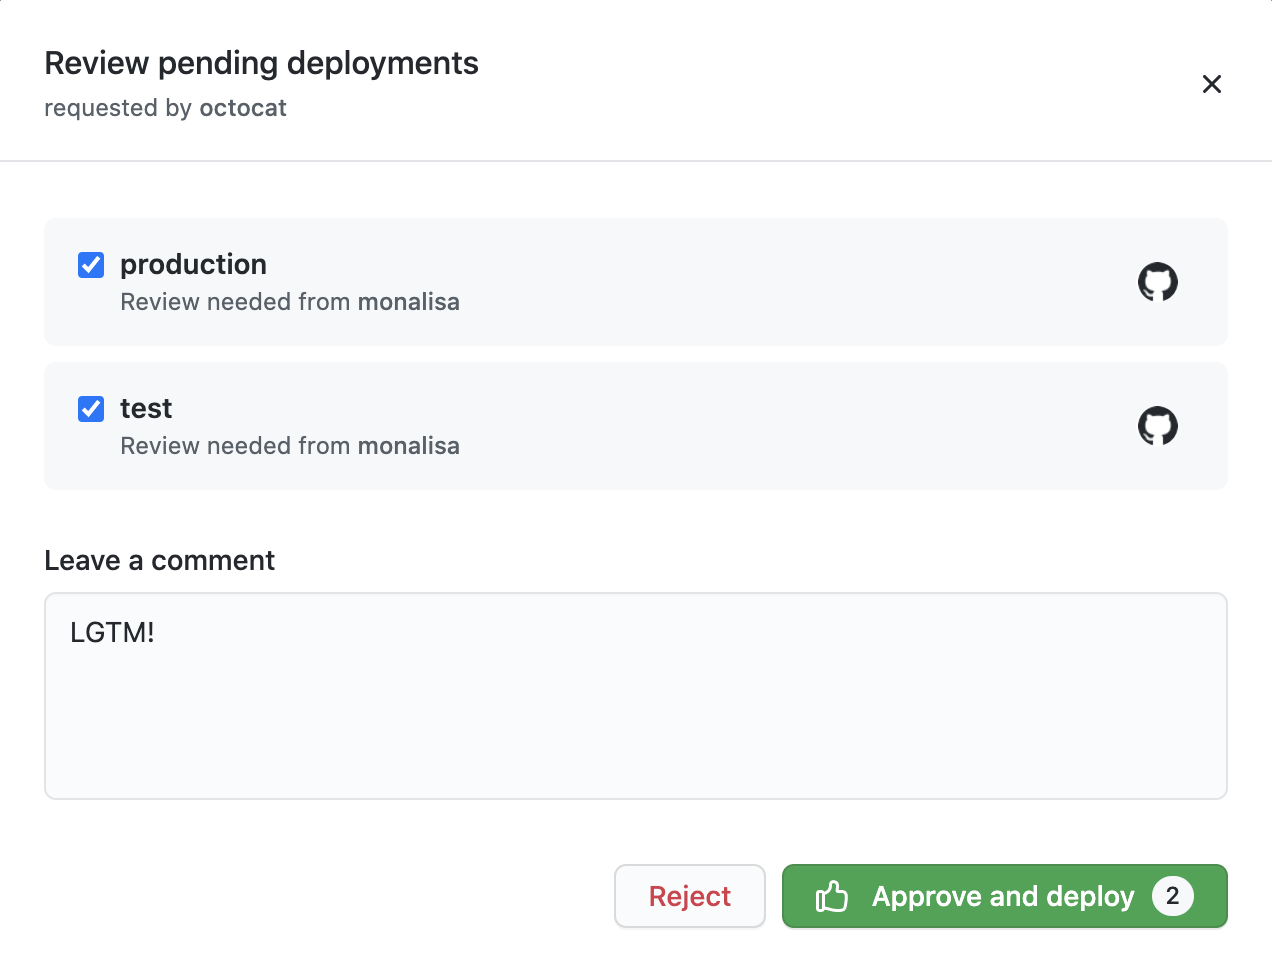 Review pending deployments
requested by octocat
production
Review needed from monalisa
test
Review needed from monalisa
Leave a comment
LGTM!
Reject
Approve and deploy 2